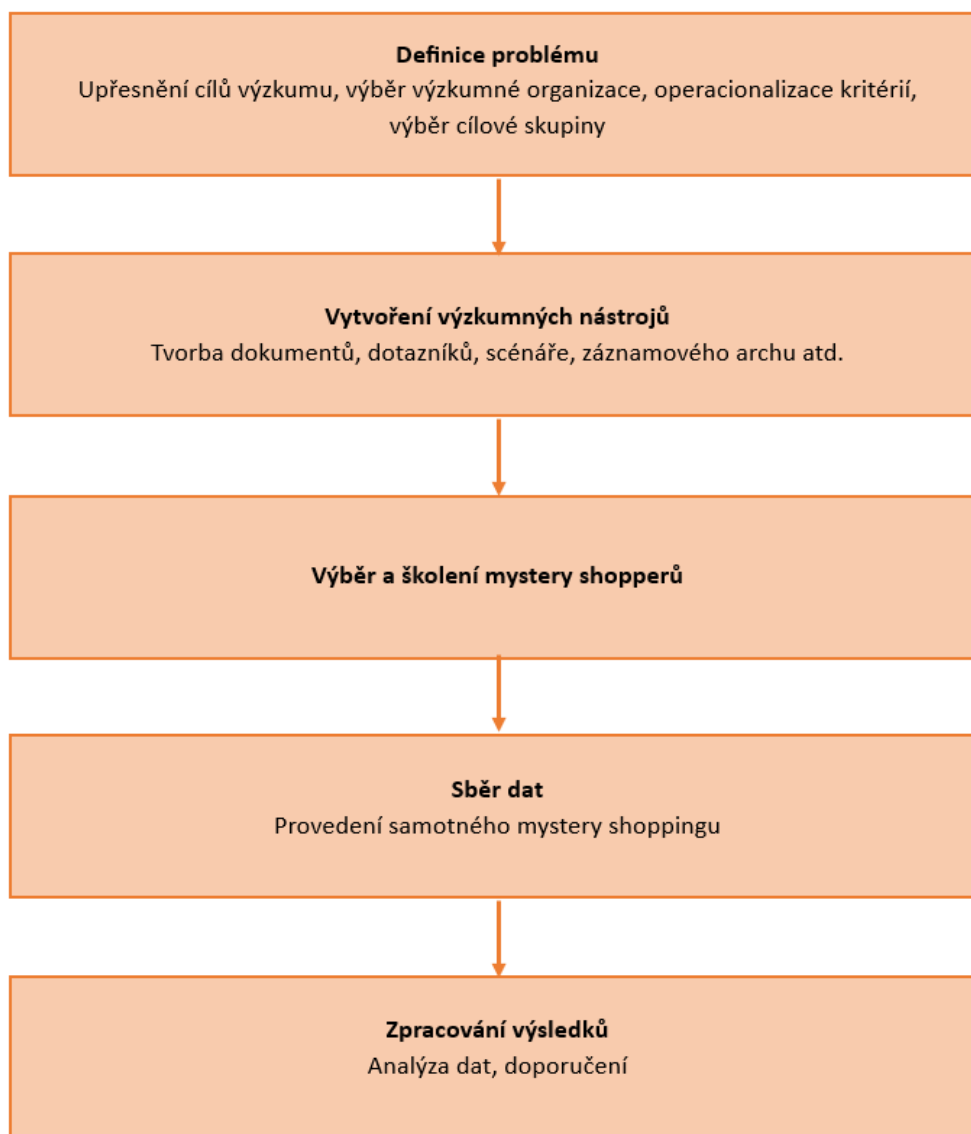 Definice problému
Upřesnění cílů výzkumu, výběr výzkumné organizace, operacionalizace kritérií,
výběr cílové skupiny
Vytvoření výzkumných nástrojů
Tvorba dokumentů, dotazníků, scénáře, záznamového archu atd.
Výběr a školení mystery shopperů
Sběr dat
Provedení samotného mystery shoppingu
Zpracování výsledků
Analýza dat, doporučení